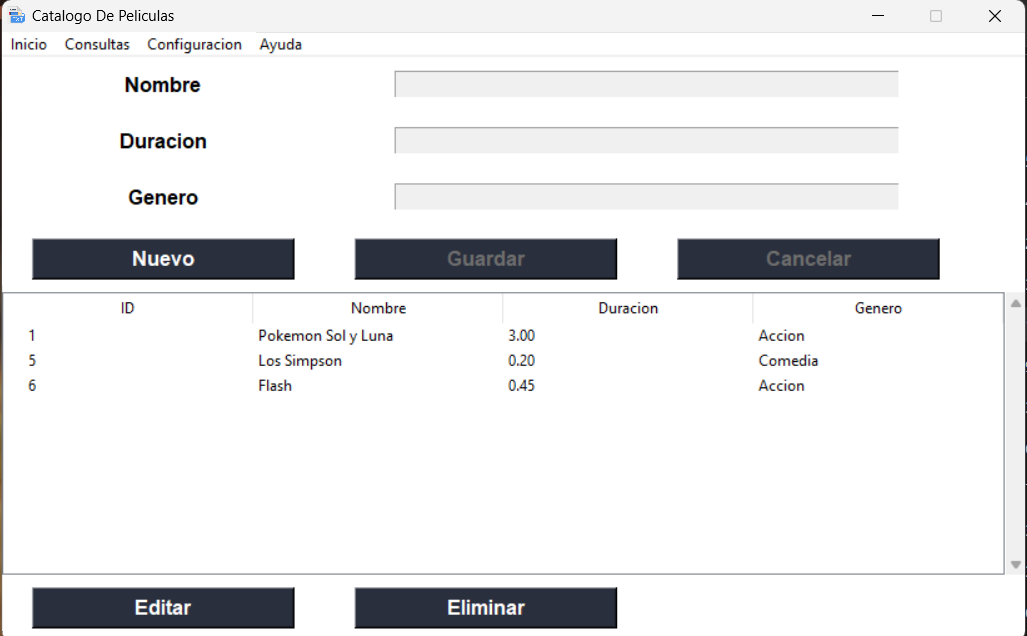 Catalogo De Peliculas
Inicio Consultas Configuracion Ayuda
Nombre
Duracion
Genero
Nuevo Guardar Cancelar
ID Nombre Duracion Genero
1 Pokemon Sol y Luna 3.00 Accion
5 Los Simpson 0.20 Comedia
6 Flash 0.45 Accion
Editar Eliminar